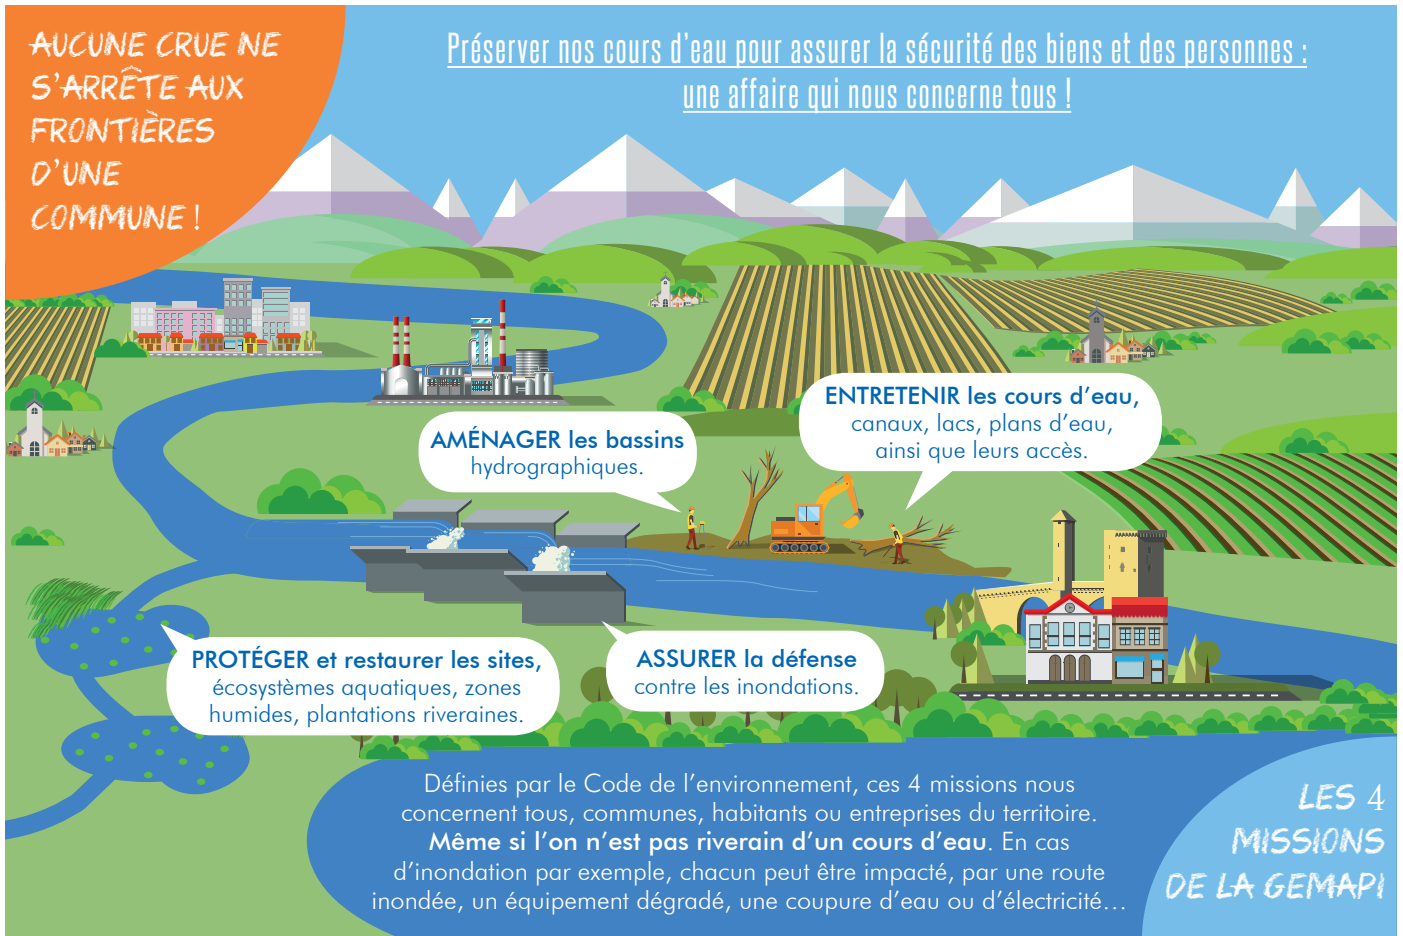 AUCUNE CRUE NE
S'ARRÊTE AUX
FRONTIÈRES
D'UNE
COMMUNE !
Préserver nos cours d'eau pour assurer la sécurité des biens et des personnes :
une affaire qui nous concerne tous !
ENTRETENIR les cours d'eau,
canaux, lacs, plans d'eau,
ainsi que leurs accès.
AMÉNAGER les bassins
hydrographiques.
PROTÉGER et restaurer les sites,
écosystèmes aquatiques, zones
humides, plantations riveraines.
ASSURER la défense
contre les inondations.
Définies par le Code de l'environnement, ces 4 missions nous
concernent tous, communes, habitants ou entreprises du territoire.
Même si l'on n'est pas riverain d'un cours d'eau. En cas
d'inondation par exemple, chacun peut être impacté, par une route
inondée, un équipement dégradé, une coupure d'eau ou d'électricité...
LES 4
MISSIONS
DE LA GEMAPI